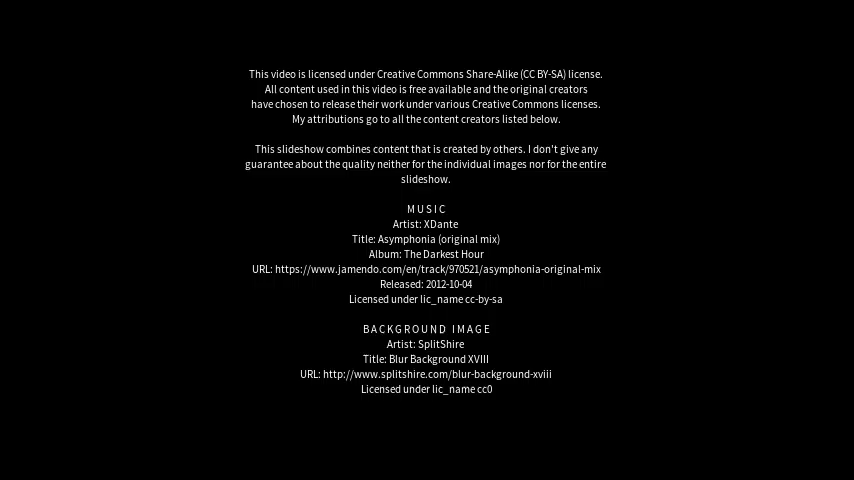 This video is licensed under Creative Commons Share-Alike (CC BY-SA) license.
All content used in this video is free available and the original creators
have chosen to release their work under various Creative Commons licenses.
My attributions go to all the content creators listed below.
This slideshow combines content that is created by others. I don't give any
guarantee about the quality neither for the individual images nor for the entire
slideshow.
M U S I C
Artist: XDante
Title: Asymphonia (original mix)
Album: The Darkest Hour
URL: https://www.jamendo.com/en/track/970521/asymphonia-original-mix
Released: 2012-10-04
Licensed under lic_name cc-by-sa
B A C K G R O U N D   I M A G E
Artist: SplitShire
Title: Blur Background XVIII
URL: http://www.splitshire.com/blur-background-xviii
Licensed under lic_name cc0